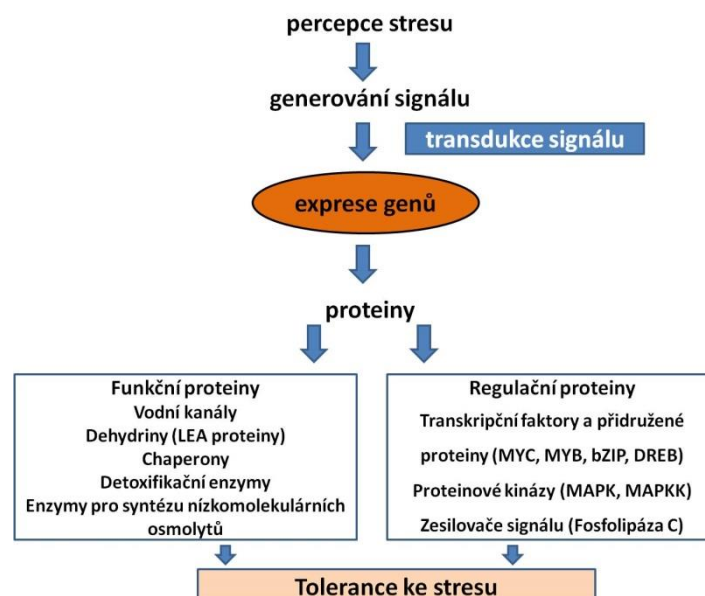 percepce stresu
generování signálu
transdukce signálu
exprese genů
proteiny
Funkční proteiny
Vodní kanály
Dehydriny (LEA proteiny)
Chaperony
Detoxifikační enzymy
Enzymy pro syntézu nízkomolekulárních
osmolytů
Regulační proteiny
Transkripční faktory a přidružené
proteiny (MYC, MYB, bZIP, DREB)
Proteinové kinázy (MAPK, MAPKK)
Zesilovače signálu (Fosfolipáza C)
Tolerance ke stresu